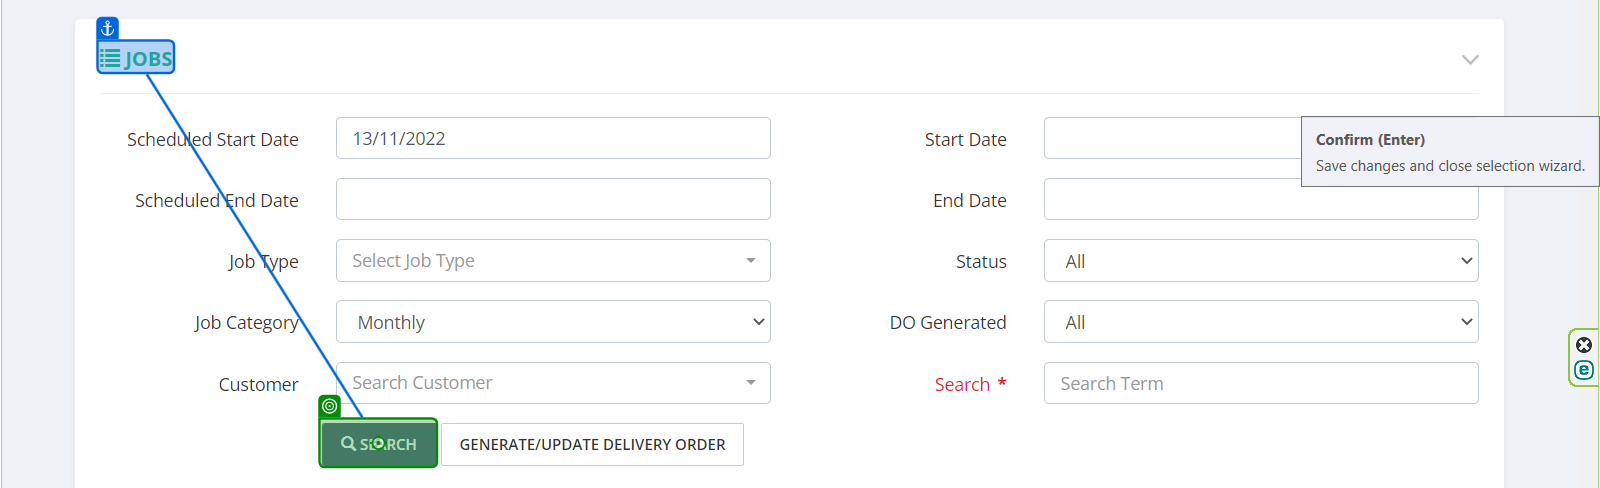 JOBS
Scheduled Start Date 13/11/2022 Start Date
Confirm (Enter)
Save changes and close selection wizard.
Scheduled End Date End Date
Job Type Select Job Type Status All
Job Category Monthly DO Generated All
Customer Search Customer Search * Search Term
SEARCH GENERATE/UPDATE DELIVERY ORDER